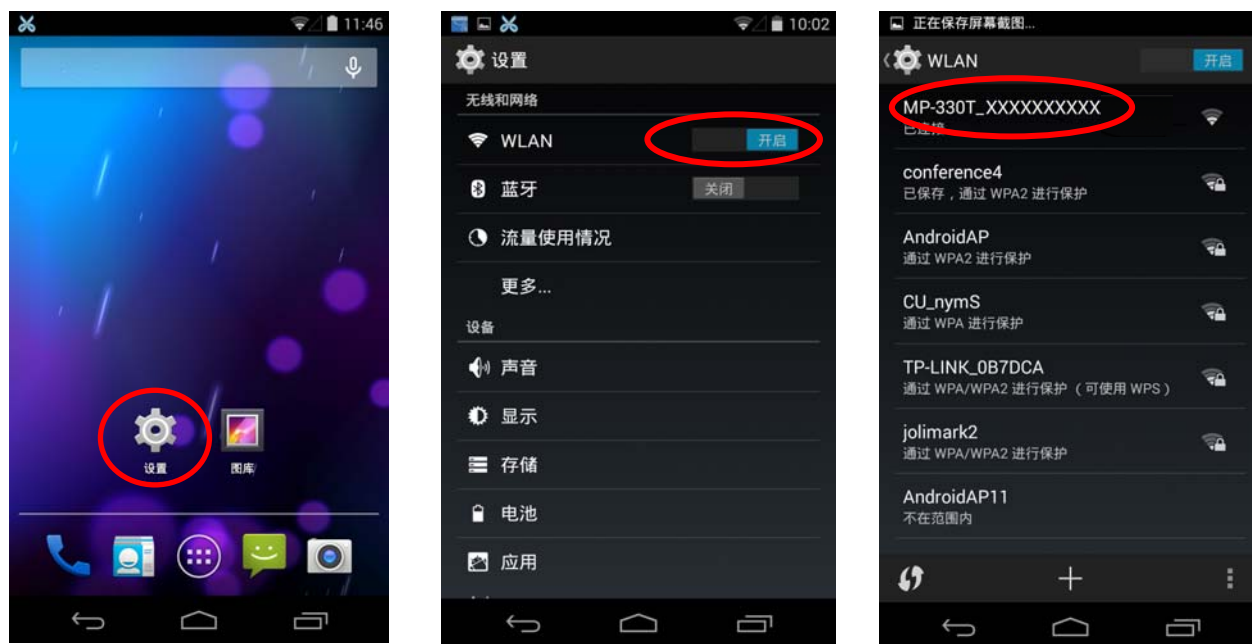 11:46
设置
图库
10:02
设置
无线和网络
WLAN 开启
蓝牙 关闭
流量使用情况
更多...
设备
声音
显示
存储
电池
应用
正在保存屏幕截图...
WLAN 开启
MP-330T_XXXXXXXXXX
已连接
conference4
已保存，通过 WPA2 进行保护
AndroidAP
通过 WPA2 进行保护
CU_nymS
通过 WPA 进行保护
TP-LINK_0B7DCA
通过 WPA/WPA2 进行保护 （可使用 WPS）
jolimark2
通过 WPA/WPA2 进行保护
AndroidAP11
不在范围内